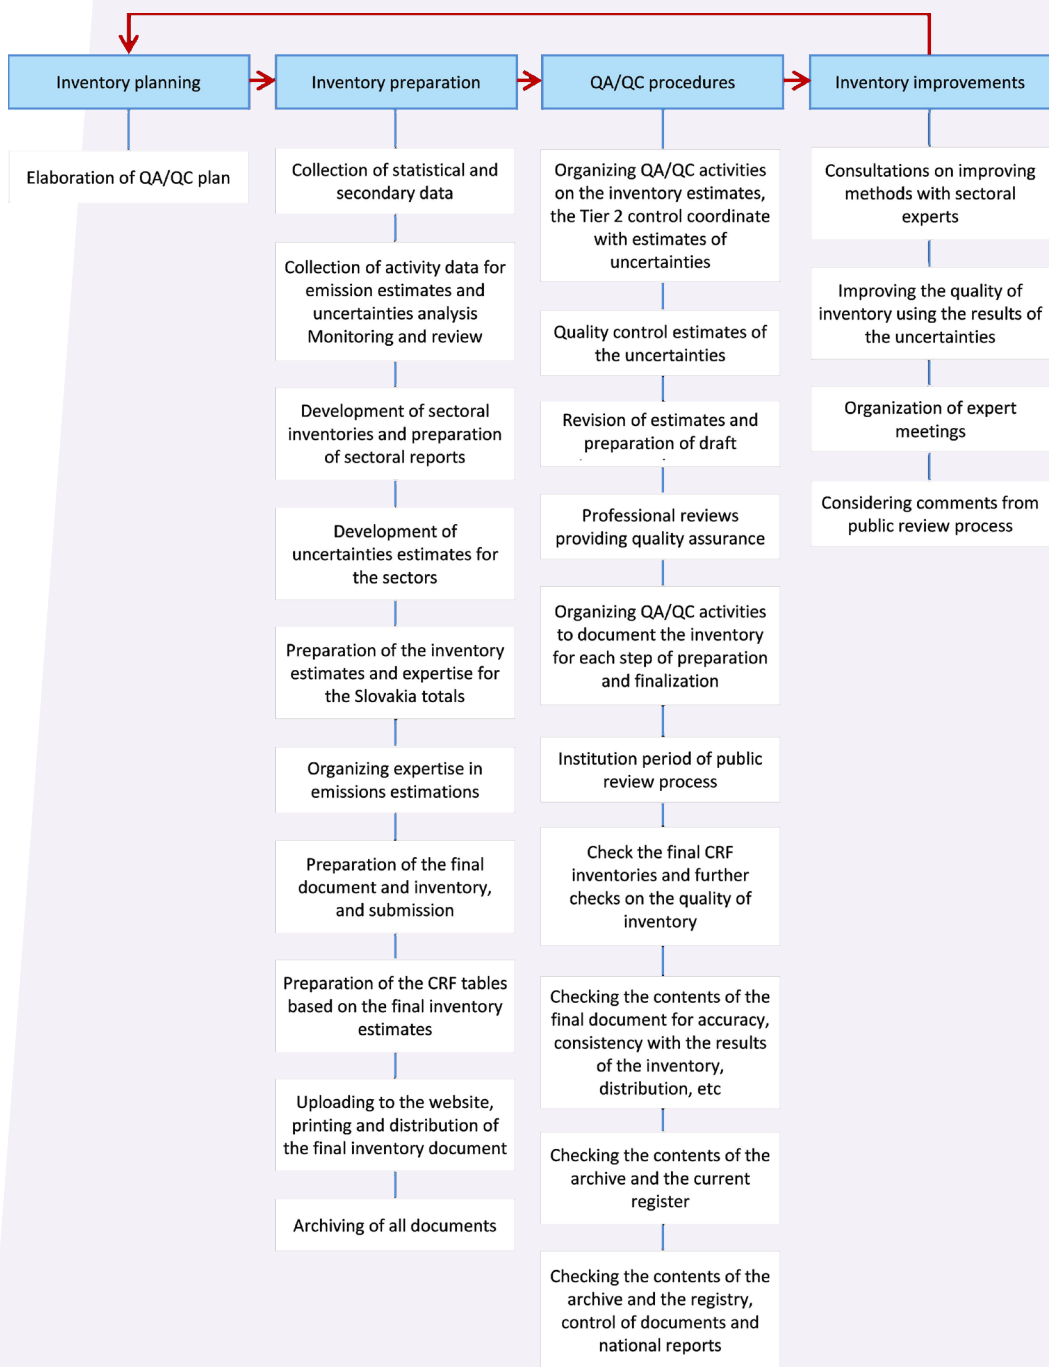 Inventory planning
Inventory preparation
QA/QC procedures
Inventory improvements
Elaboration of QA/QC plan
Collection of statistical and
secondary data
Collection of activity data for
emission estimates and
uncertainties analysis
Monitoring and review
Development of sectoral
inventories and preparation
of sectoral reports
Development of
uncertainties estimates for
the sectors
Preparation of the inventory
estimates and expertise for
the Slovakia totals
Organizing expertise in
emissions estimations
Preparation of the final
document and inventory,
and submission
Preparation of the CRF tables
based on the final inventory
estimates
Uploading to the website,
printing and distribution of
the final inventory document
Archiving of all documents
Organizing QA/QC activities
on the inventory estimates,
the Tier 2 control coordinate
with estimates of
uncertainties
Quality control estimates of
the uncertainties
Revision of estimates and
preparation of draft
Professional reviews
providing quality assurance
Organizing QA/QC activities
to document the inventory
for each step of preparation
and finalization
Institution period of public
review process
Check the final CRF
inventories and further
checks on the quality of
inventory
Checking the contents of the
final document for accuracy,
consistency with the results
of the inventory,
distribution, etc
Checking the contents of the
archive and the current
register
Checking the contents of the
archive and the registry,
control of documents and
national reports
Consultations on improving
methods with sectoral
experts
Improving the quality of
inventory using the results of
the uncertainties
Organization of expert
meetings
Considering comments from
public review process